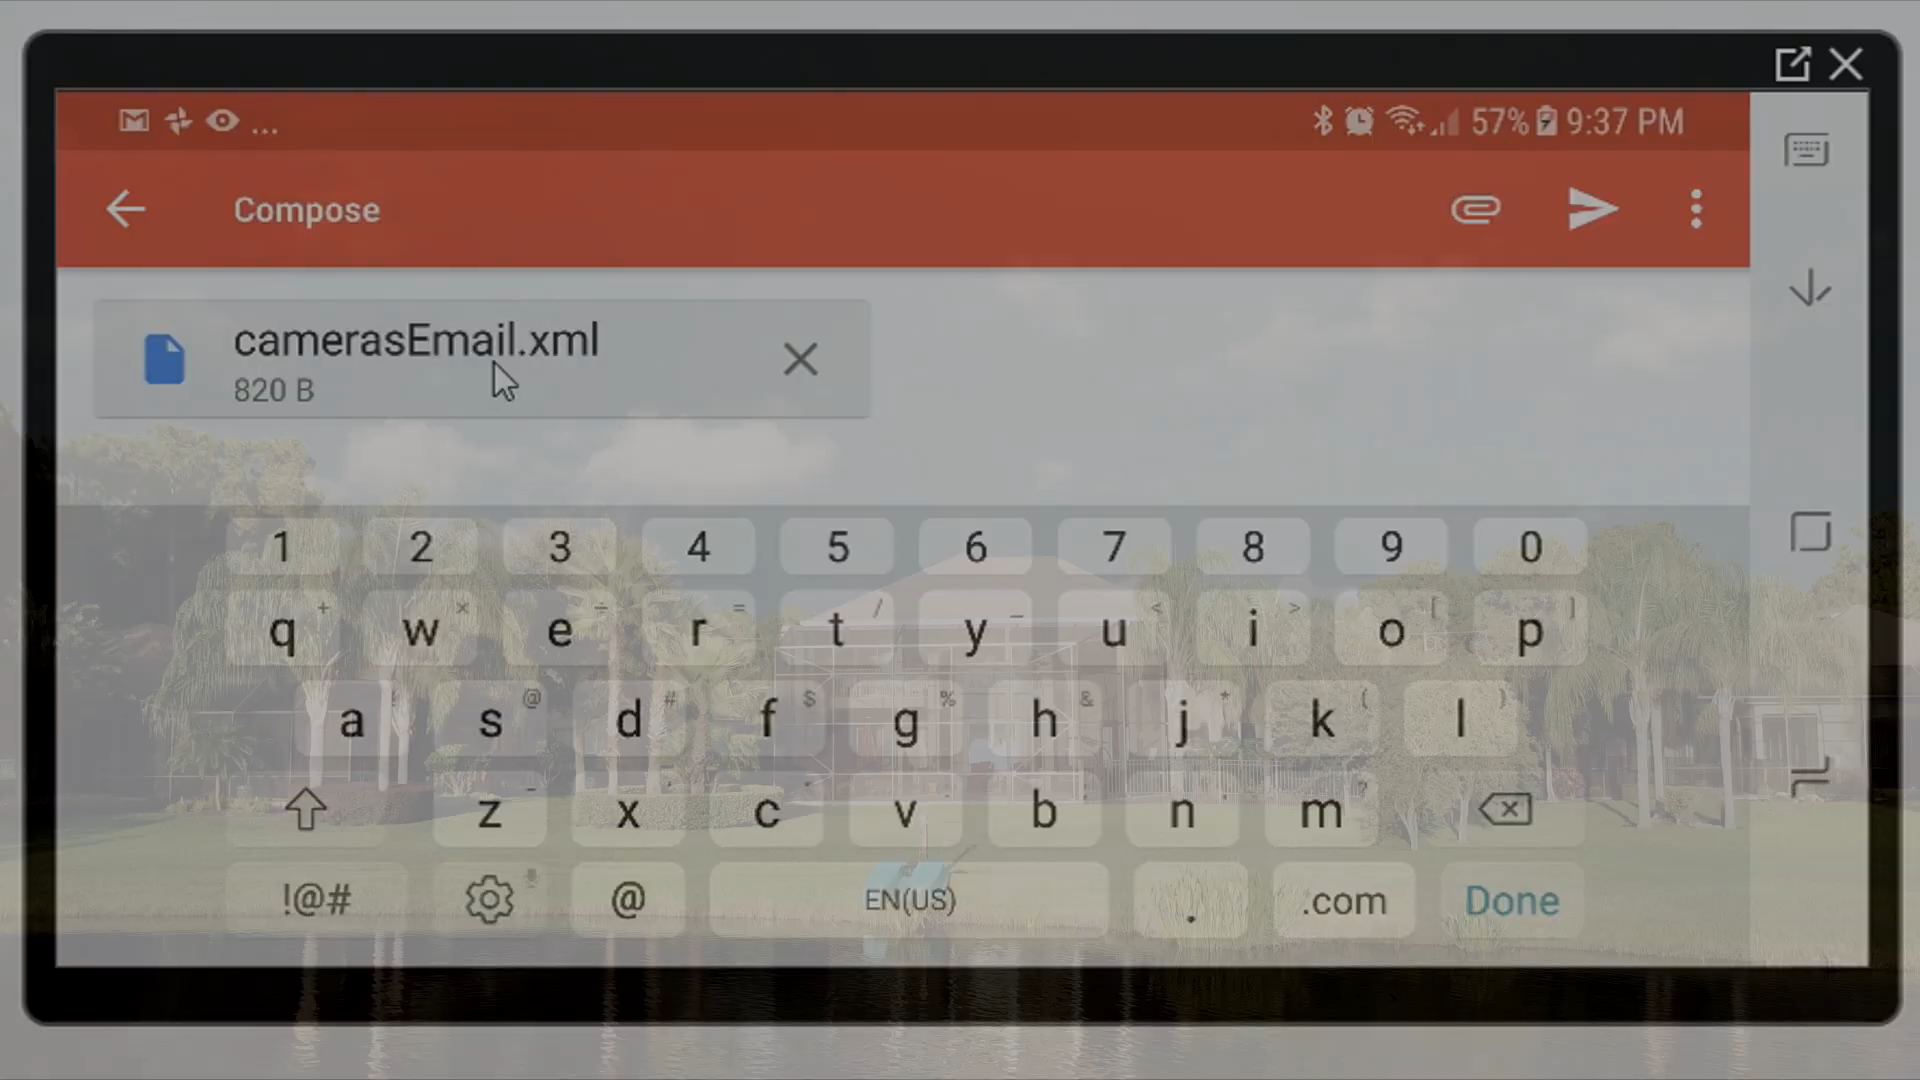 ... 57% 9:37 PM
Compose
camerasEmail.xml
820 B
1 2 3 4 5 6 7 8 9 0
q + w × e ÷ r = t / y _ u < i > o [ p ]
a ! s @ d # f $ g % h & j * k ( l )
z - x ' c " v : b ; n , m ?
!@# @ EN(US) . .com Done